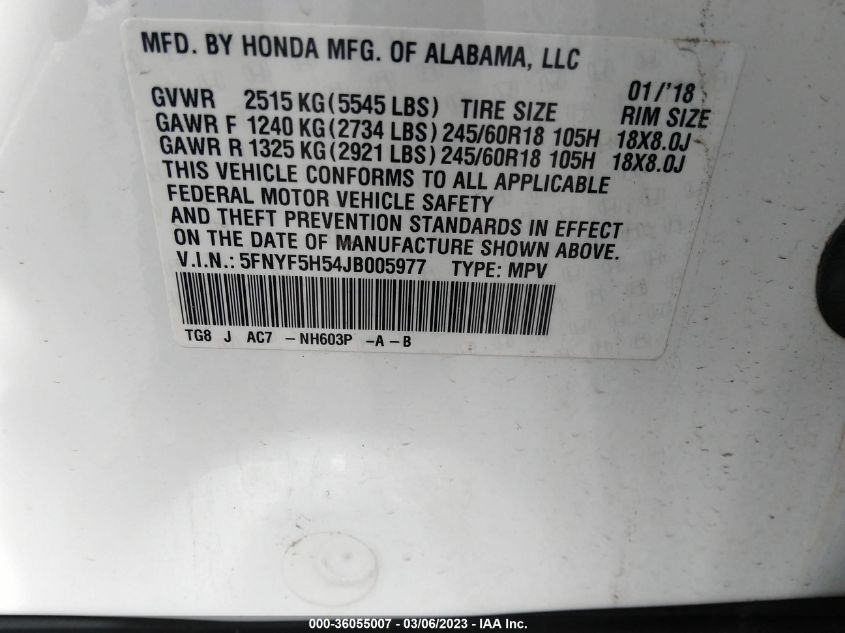 MFD. BY HONDA MFG. OF ALABAMA, LLC
01/'18
GVWR 2515 KG (5545 LBS) TIRE SIZE RIM SIZE
GAWR F 1240 KG (2734 LBS) 245/60R18 105H 18X8.0J
GAWR R 1325 KG (2921 LBS) 245/60R18 105H 18X8.0J
THIS VEHICLE CONFORMS TO ALL APPLICABLE
FEDERAL MOTOR VEHICLE SAFETY
AND THEFT PREVENTION STANDARDS IN EFFECT
ON THE DATE OF MANUFACTURE SHOWN ABOVE.
V.I.N.: 5FNYF5H54JB005977 TYPE: MPV
TG8 J AC7 – NH603P –A – B
000-36055007 - 03/06/2023 - IAA Inc.